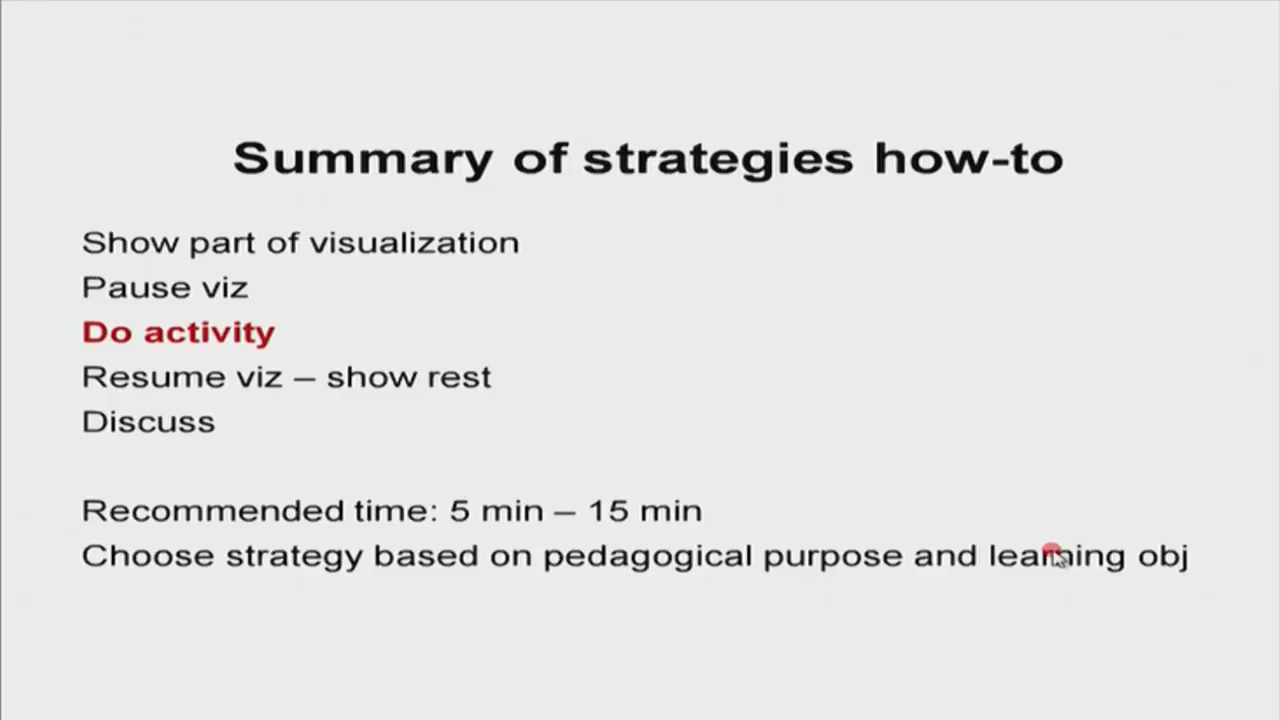 Summary of strategies how-to
Show part of visualization
Pause viz
Do activity
Resume viz – show rest
Discuss
Recommended time: 5 min – 15 min
Choose strategy based on pedagogical purpose and learning obj